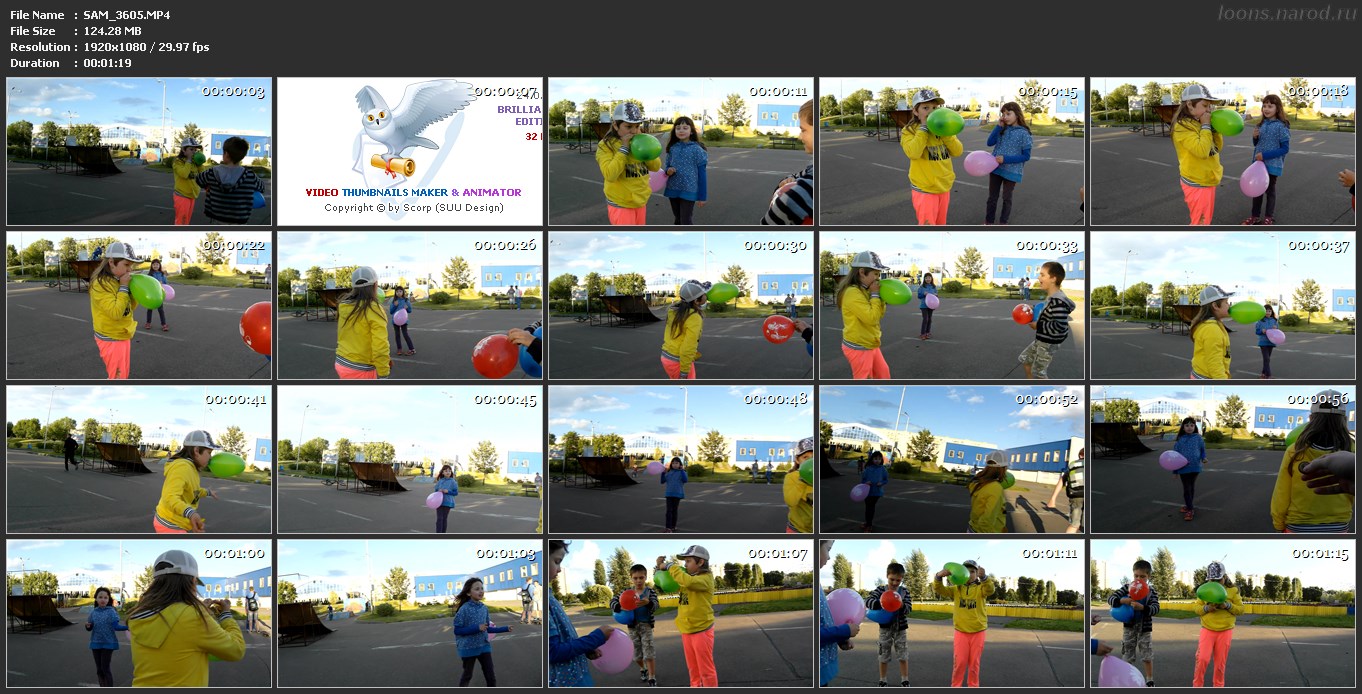 File Name : SAM_3605.MP4
loons.narod.ru
File Size : 124.28 MB
Resolution : 1920x1080 / 29.97 fps
Duration : 00:01:19
00:00:03
00:00:07
BRILLIA
EDITI
32
VIDEO THUMBNAILS MAKER & ANIMATOR
Copyright © by Scorp (SUU Design)
00:00:11
00:00:15
00:00:18
00:00:22
00:00:26
00:00:30
00:00:33
00:00:37
00:00:41
00:00:45
00:00:48
00:00:52
00:00:56
00:01:00
00:01:03
00:01:07
00:01:11
00:01:15